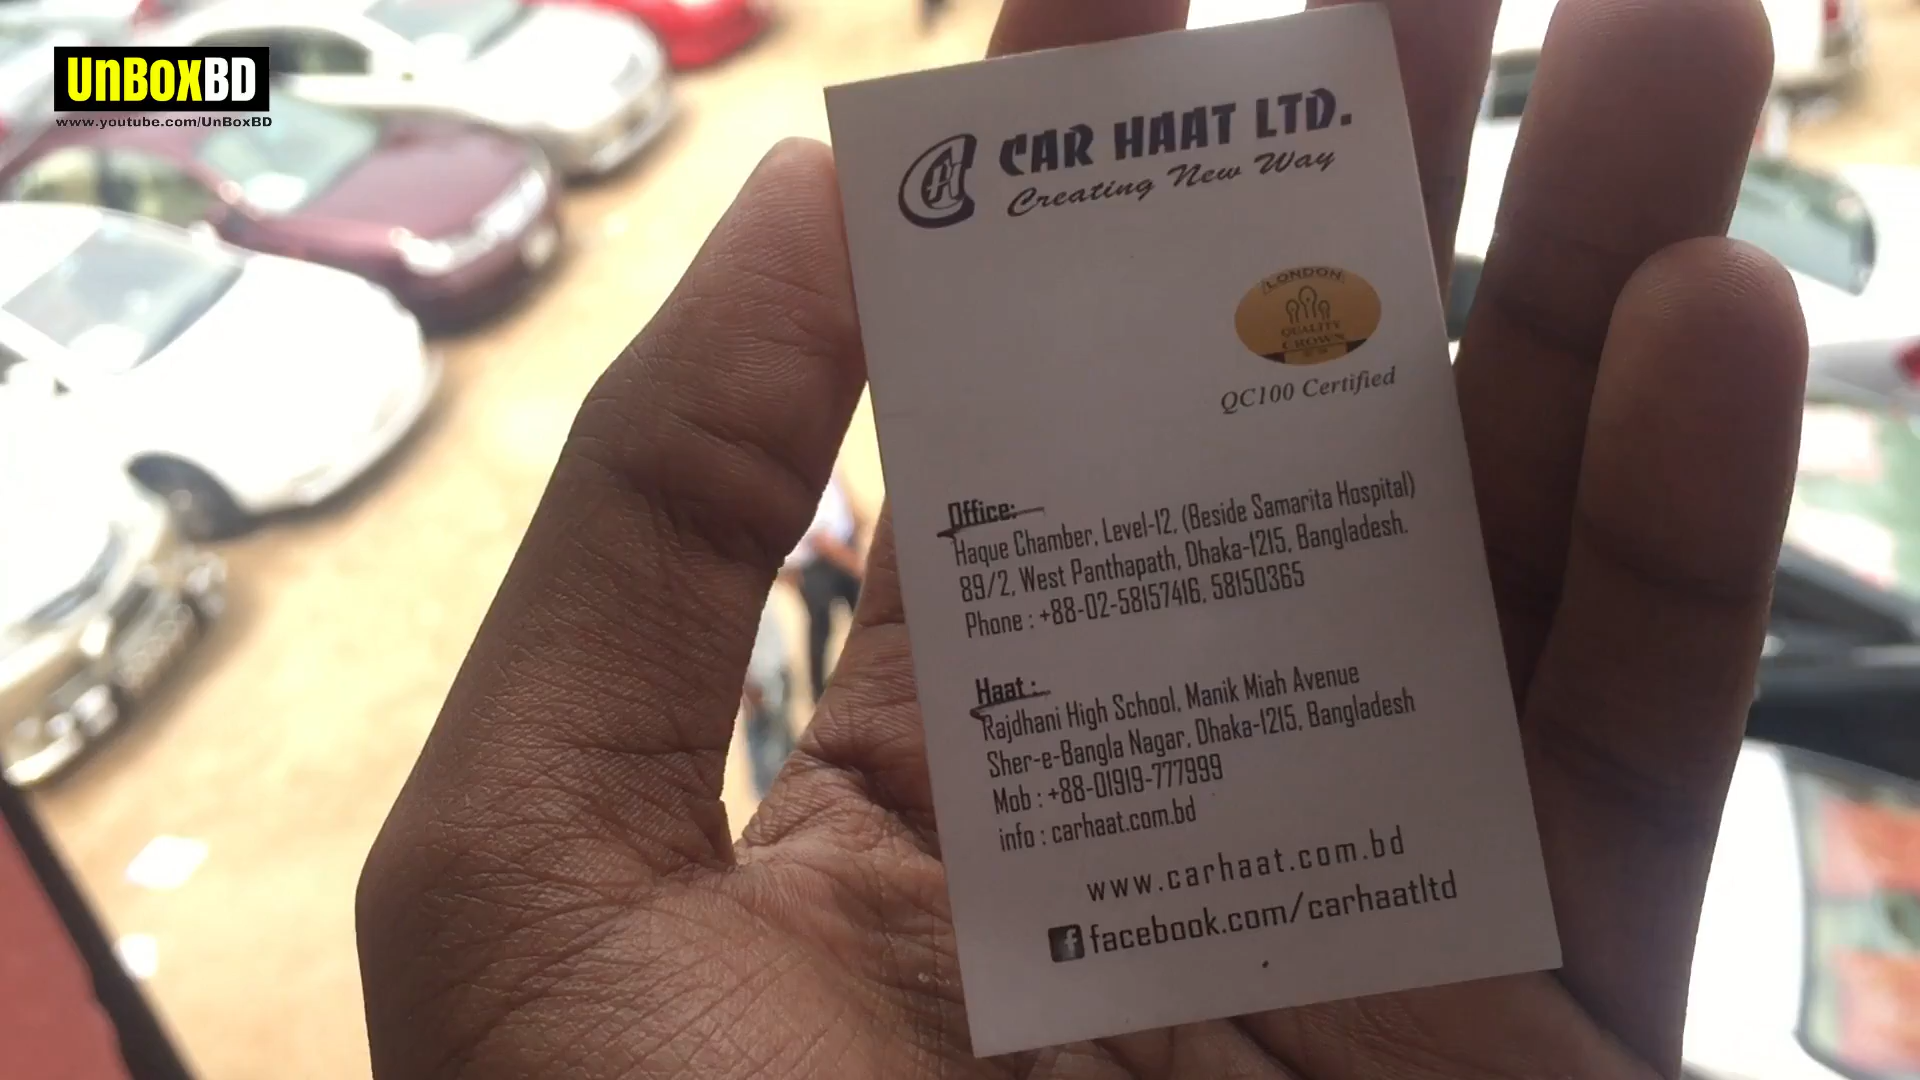 UnBoxBD
www.youtube.com/UnBoxBD
CAR HAAT LTD.
Creating New Way
LONDON
QUALITY
CROWN
QC100 Certified
Office:
Haque Chamber, Level-12, (Beside Samarita Hospital)
89/2, West Panthapath, Dhaka-1215, Bangladesh.
Phone : +88-02-58157416, 58150365
Haat :
Rajdhani High School, Manik Miah Avenue
Sher-e-Bangla Nagar, Dhaka-1215, Bangladesh
Mob : +88-01919-777999
info : carhaat.com.bd
www.carhaat.com.bd
facebook.com/carhaatltd